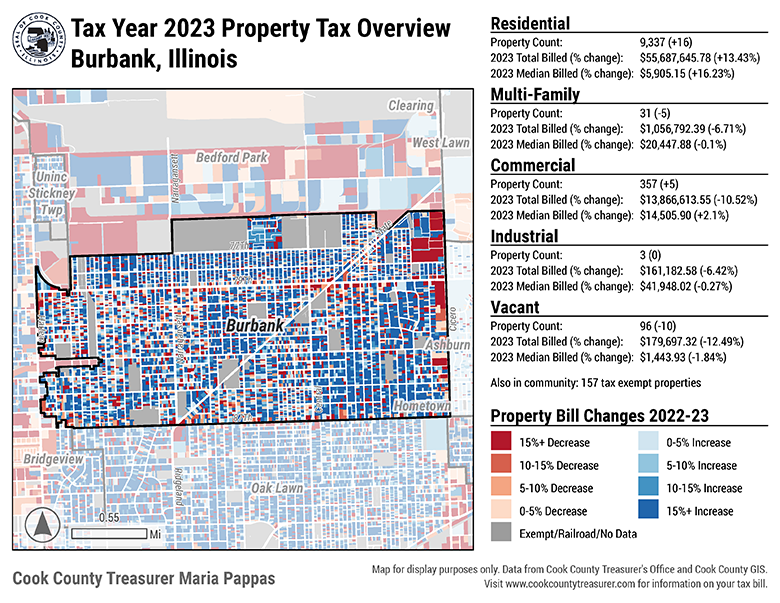 SEAL OF COOK COUNTY
ILLINOIS
Tax Year 2023 Property Tax Overview
Burbank, Illinois
Clearing
West Lawn
Bedford Park
Narragansett
Uninc
Stickney
Twp
77th
79th
Burbank
Narragansett
Cicero
Ashburn
Hometown
Bridgeview
Ridgeland
Oak Lawn
0.55
Mi
Residential
Property Count: 9,337 (+16)
2023 Total Billed (% change): $55,687,645.78 (+13.43%)
2023 Median Billed (% change): $5,905.15 (+16.23%)
Multi-Family
Property Count: 31 (-5)
2023 Total Billed (% change): $1,056,792.39 (-6.71%)
2023 Median Billed (% change): $20,447.88 (-0.1%)
Commercial
Property Count: 357 (+5)
2023 Total Billed (% change): $13,866,613.55 (-10.52%)
2023 Median Billed (% change): $14,505.90 (+2.1%)
Industrial
Property Count: 3 (0)
2023 Total Billed (% change): $161,182.58 (-6.42%)
2023 Median Billed (% change): $41,948.02 (-0.27%)
Vacant
Property Count: 96 (-10)
2023 Total Billed (% change): $179,697.32 (-12.49%)
2023 Median Billed (% change): $1,443.93 (-1.84%)
Also in community: 157 tax exempt properties
Property Bill Changes 2022-23
15%+ Decrease
0-5% Increase
10-15% Decrease
5-10% Increase
5-10% Decrease
10-15% Increase
0-5% Decrease
15%+ Increase
Exempt/Railroad/No Data
Cook County Treasurer Maria Pappas
Map for display purposes only. Data from Cook County Treasurer's Office and Cook County GIS.
Visit www.cookcountytreasurer.com for information on your tax bill.